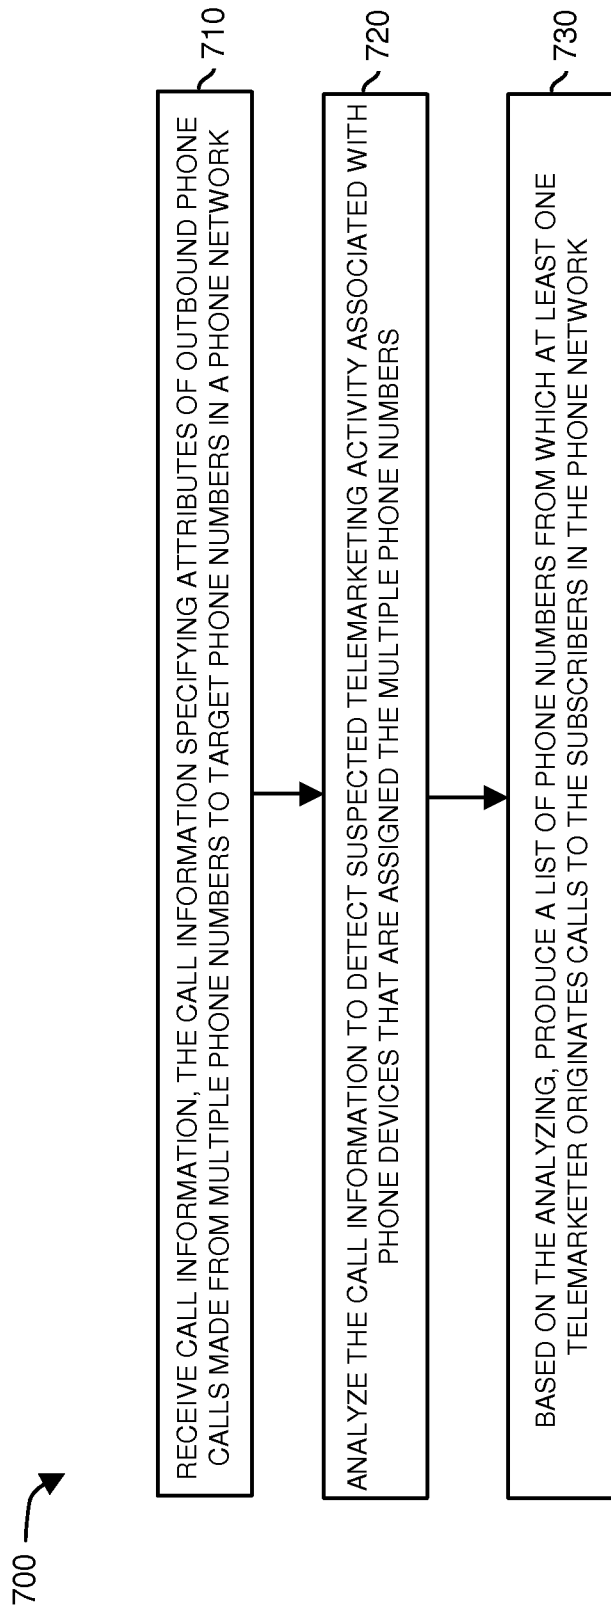 700
710
RECEIVE CALL INFORMATION, THE CALL INFORMATION SPECIFYING ATTRIBUTES OF OUTBOUND PHONE
CALLS MADE FROM MULTIPLE PHONE NUMBERS TO TARGET PHONE NUMBERS IN A PHONE NETWORK
720
ANALYZE THE CALL INFORMATION TO DETECT SUSPECTED TELEMARKETING ACTIVITY ASSOCIATED WITH
PHONE DEVICES THAT ARE ASSIGNED THE MULTIPLE PHONE NUMBERS
730
BASED ON THE ANALYZING, PRODUCE A LIST OF PHONE NUMBERS FROM WHICH AT LEAST ONE
TELEMARKETER ORIGINATES CALLS TO THE SUBSCRIBERS IN THE PHONE NETWORK